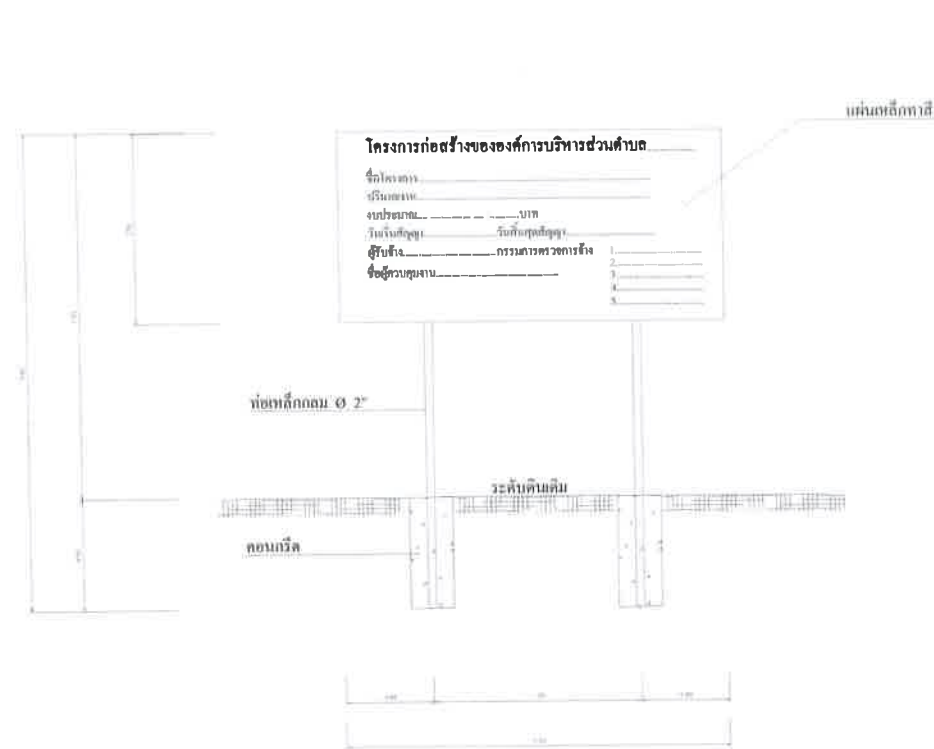 แผ่นเหล็กทาสี
โครงการก่อสร้างขององค์การบริหารส่วนตำบล
ชื่อโครงการ
ปริมาณงาน
งบประมาณ บาท
วันเริ่มสัญญา วันสิ้นสุดสัญญา
ผู้รับจ้าง กรรมการตรวจการจ้าง 1.
2.
3.
4.
5.
ชื่อผู้ควบคุมงาน
ท่อเหล็กกลม Ø 2"
ระดับดินเดิม
คอนกรีต